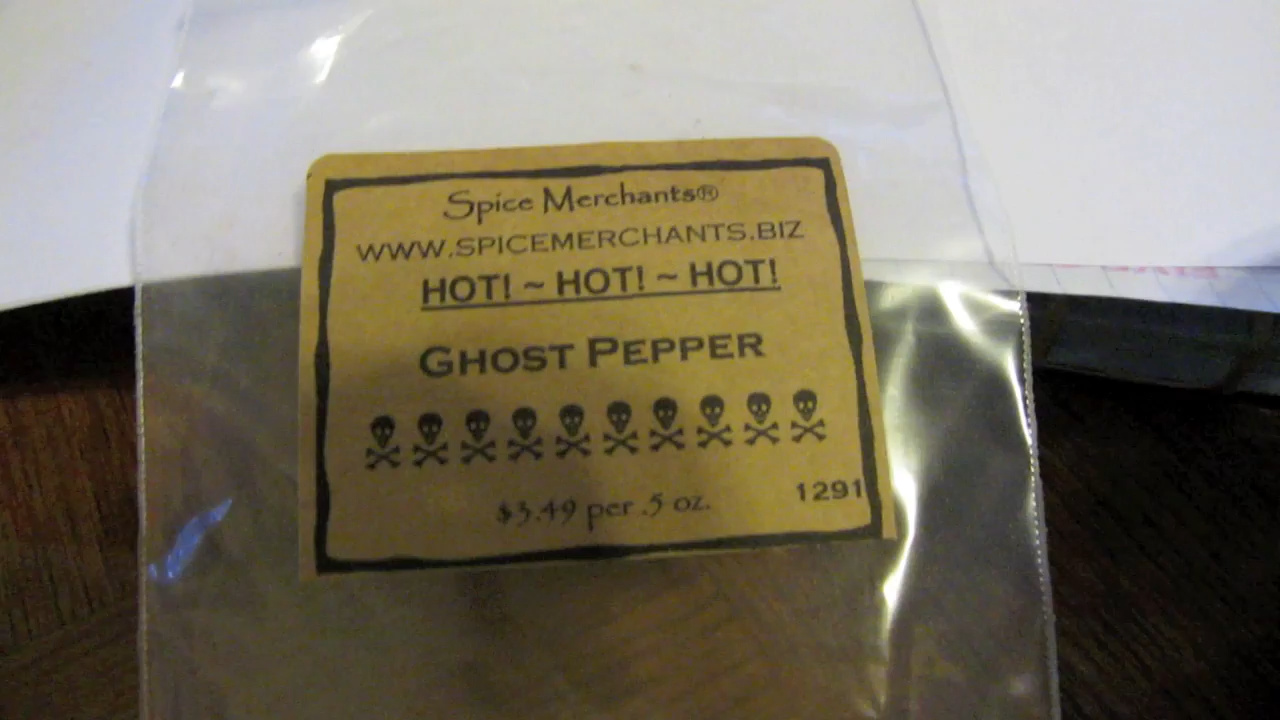 Spice Merchants®
WWW.SPICEMERCHANTS.BIZ
HOT! ~ HOT! ~ HOT!
GHOST PEPPER
1291
$3.49 per .5 oz.